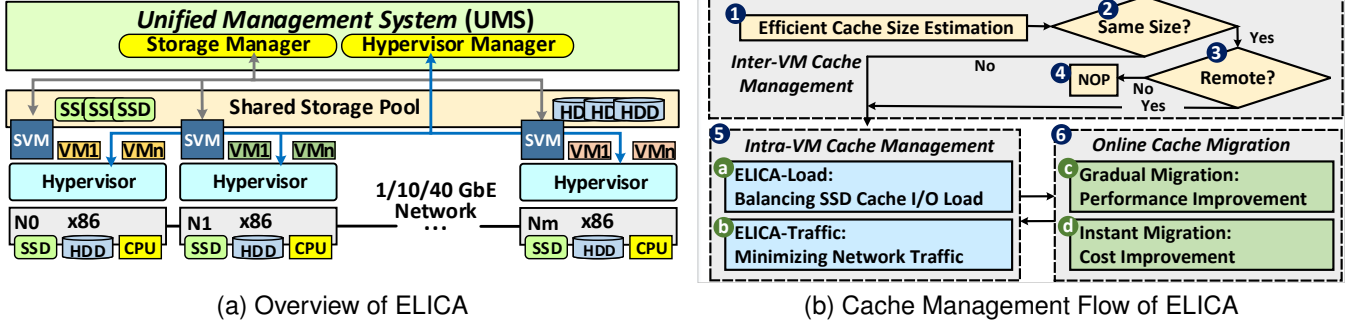 Unified Management System (UMS)
Storage Manager
Hypervisor Manager
SSD
Shared Storage Pool
HDD
SVM
VM1
VMn
SVM
VM1
VMn
SVM
VM1
VMn
Hypervisor
Hypervisor
Hypervisor
1/10/40 GbE
Network
...
N0 x86
N1 x86
Nm x86
SSD
HDD
CPU
SSD
HDD
CPU
SSD
HDD
CPU
(a) Overview of ELICA
1
Efficient Cache Size Estimation
2
Same Size?
Yes
No
3
Remote?
4
NOP
No
Yes
Inter-VM Cache
Management
5
Intra-VM Cache Management
a
ELICA-Load:
Balancing SSD Cache I/O Load
b
ELICA-Traffic:
Minimizing Network Traffic
6
Online Cache Migration
c
Gradual Migration:
Performance Improvement
d
Instant Migration:
Cost Improvement
(b) Cache Management Flow of ELICA